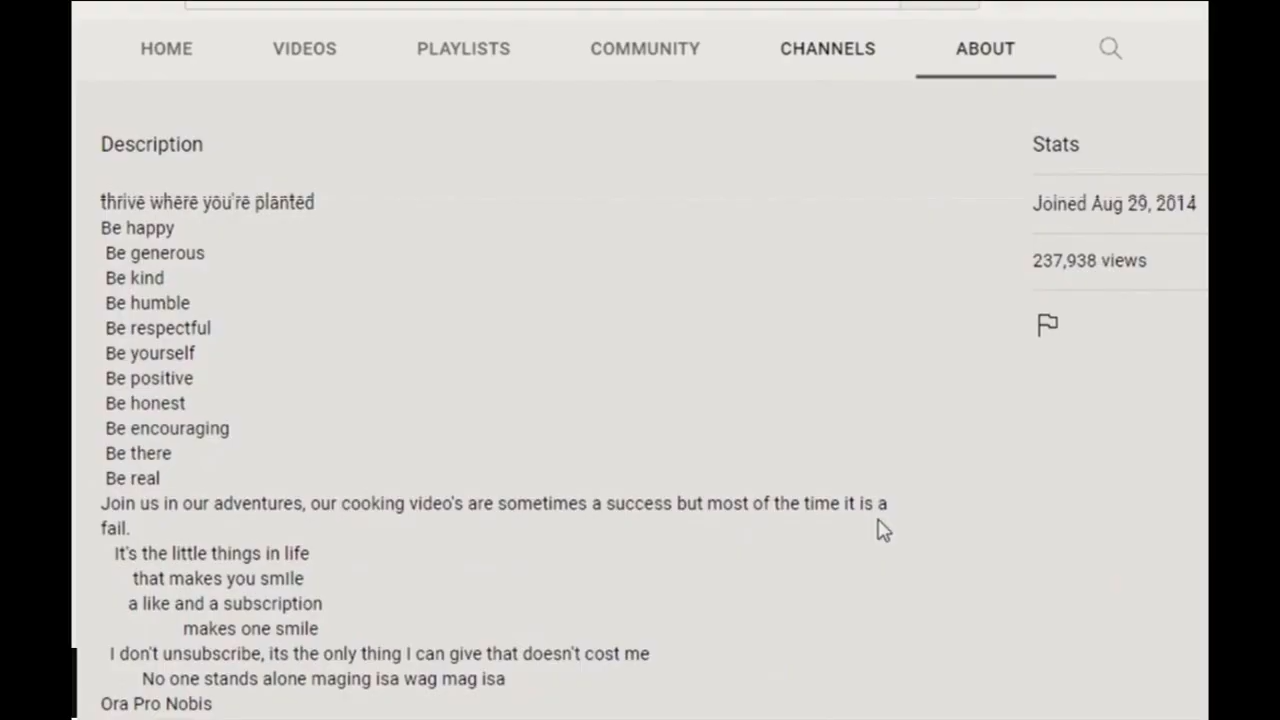 HOME VIDEOS PLAYLISTS COMMUNITY CHANNELS ABOUT
Description
thrive where you're planted
Be happy
Be generous
Be kind
Be humble
Be respectful
Be yourself
Be positive
Be honest
Be encouraging
Be there
Be real
Join us in our adventures, our cooking video's are sometimes a success but most of the time it is a
fail.
It's the little things in life
that makes you smIle
a like and a subscription
makes one smile
I don't unsubscribe, its the only thing I can give that doesn't cost me
No one stands alone maging isa wag mag isa
Ora Pro Nobis
Stats
Joined Aug 29, 2014
237,938 views